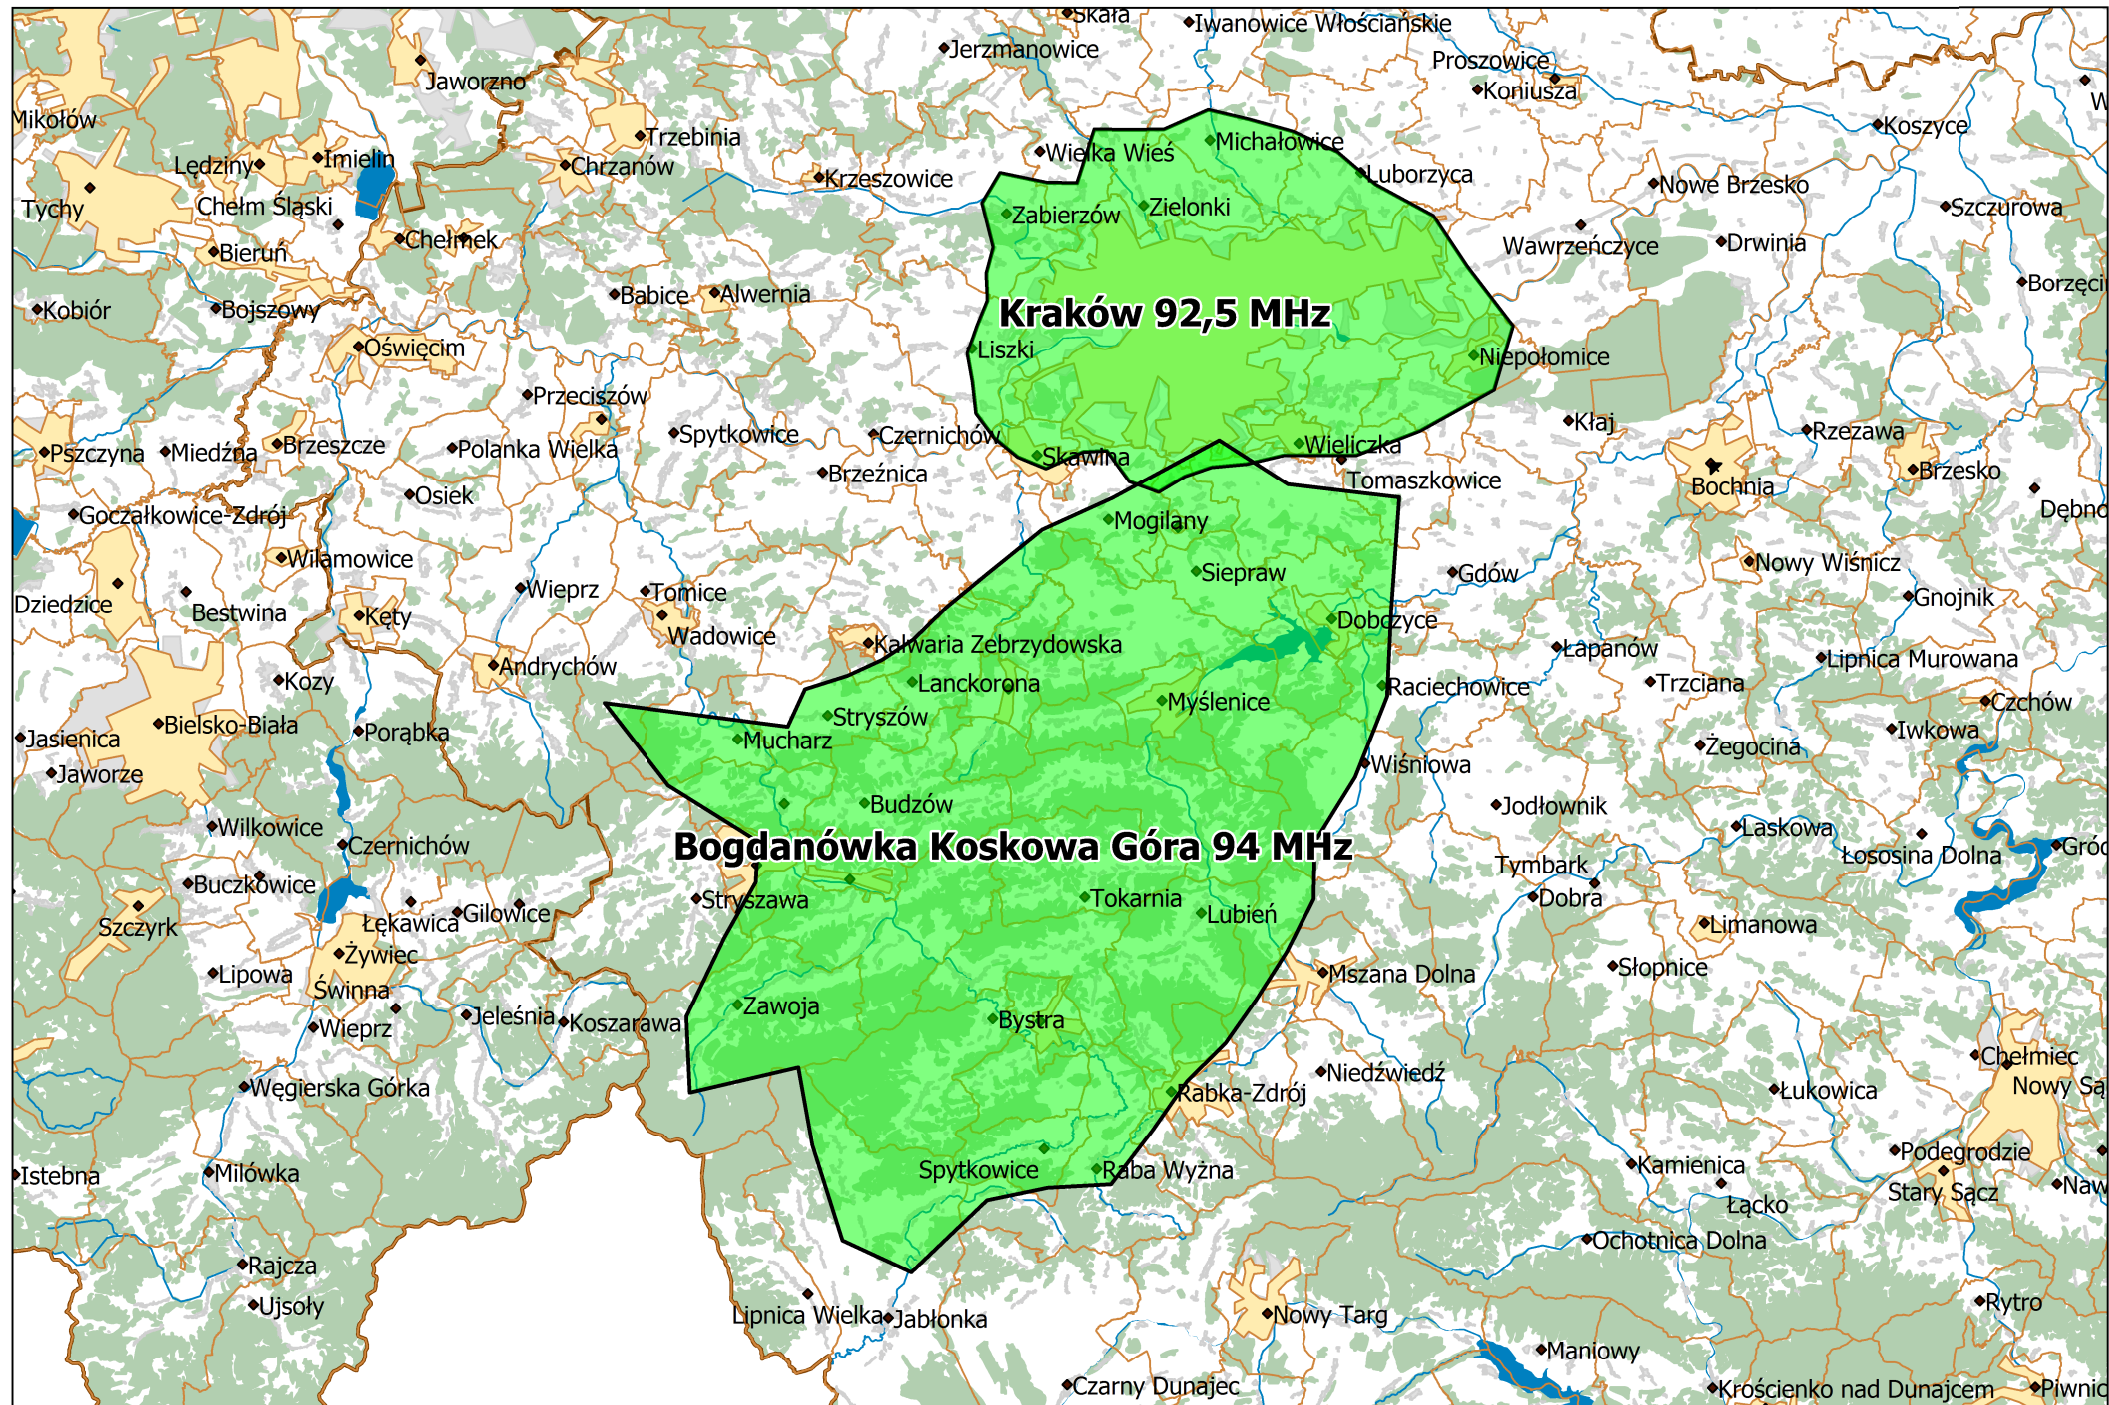 Skała
Iwanowice Włościańskie
Jerzmanowice
Proszowice
Jaworzno
Koniusza
Mikołów
Koszyce
Trzebinia
Michałowice
Wielka Wieś
Lędziny
Imielin
Chrzanów
Krzeszowice
Luborzyca
Nowe Brzesko
Tychy
Chełm Śląski
Zabierzów
Zielonki
Szczurowa
Chełmek
Wawrzeńczyce
Drwinia
Bieruń
Babice
Alwernia
Kobiór
Bojszowy
Kraków 92,5 MHz
Oświęcim
Liszki
Niepołomice
Przeciszów
Kłaj
Pszczyna
Miedźna
Brzeszcze
Polanka Wielka
Spytkowice
Czernichów
Wieliczka
Rzezawa
Skawina
Brzeźnica
Tomaszkowice
Bochnia
Brzesko
Osiek
Goczałkowice-Zdrój
Mogilany
Wilamowice
Siepraw
Gdów
Nowy Wiśnicz
Dziedzice
Bestwina
Wieprz
Tomice
Gnojnik
Kęty
Wadowice
Kalwaria Zebrzydowska
Dobczyce
Łapanów
Lipnica Murowana
Andrychów
Kozy
Lanckorona
Raciechowice
Trzciana
Myślenice
Czchów
Bielsko-Biała
Stryszów
Jasienica
Porąbka
Mucharz
Iwkowa
Żegocina
Jaworze
Wiśniowa
Budzów
Jodłownik
Wilkowice
Laskowa
Czernichów
Bogdanówka Koskowa Góra 94 MHz
Łososina Dolna
Tymbark
Buczkowice
Stryszawa
Tokarnia
Dobra
Szczyrk
Łękawica
Gilowice
Lubień
Limanowa
Żywiec
Lipowa
Świnna
Mszana Dolna
Słopnice
Zawoja
Jeleśnia
Koszarawa
Wieprz
Bystra
Chełmiec
Węgierska Górka
Niedźwiedź
Rabka-Zdrój
Łukowica
Podegrodzie
Istebna
Milówka
Spytkowice
Raba Wyżna
Kamienica
Stary Sącz
Łącko
Ochotnica Dolna
Rajcza
Ujsoły
Lipnica Wielka
Jabłonka
Nowy Targ
Rytro
Maniowy
Czarny Dunajec
Krościenko nad Dunajcem